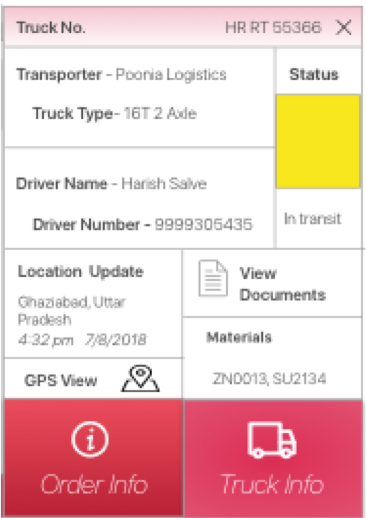 Truck No. HR RT 55366
Transporter - Poonia Logistics
Status
Truck Type- 16T 2 Axle
Driver Name - Harish Salve
Driver Number - 9999305435
In transit
Location Update
Ghaziabad, Uttar
Pradesh
4:32 pm 7/8/2018
View
Documents
Materials
GPS View
ZN0013, SU2134
Order Info
Truck Info